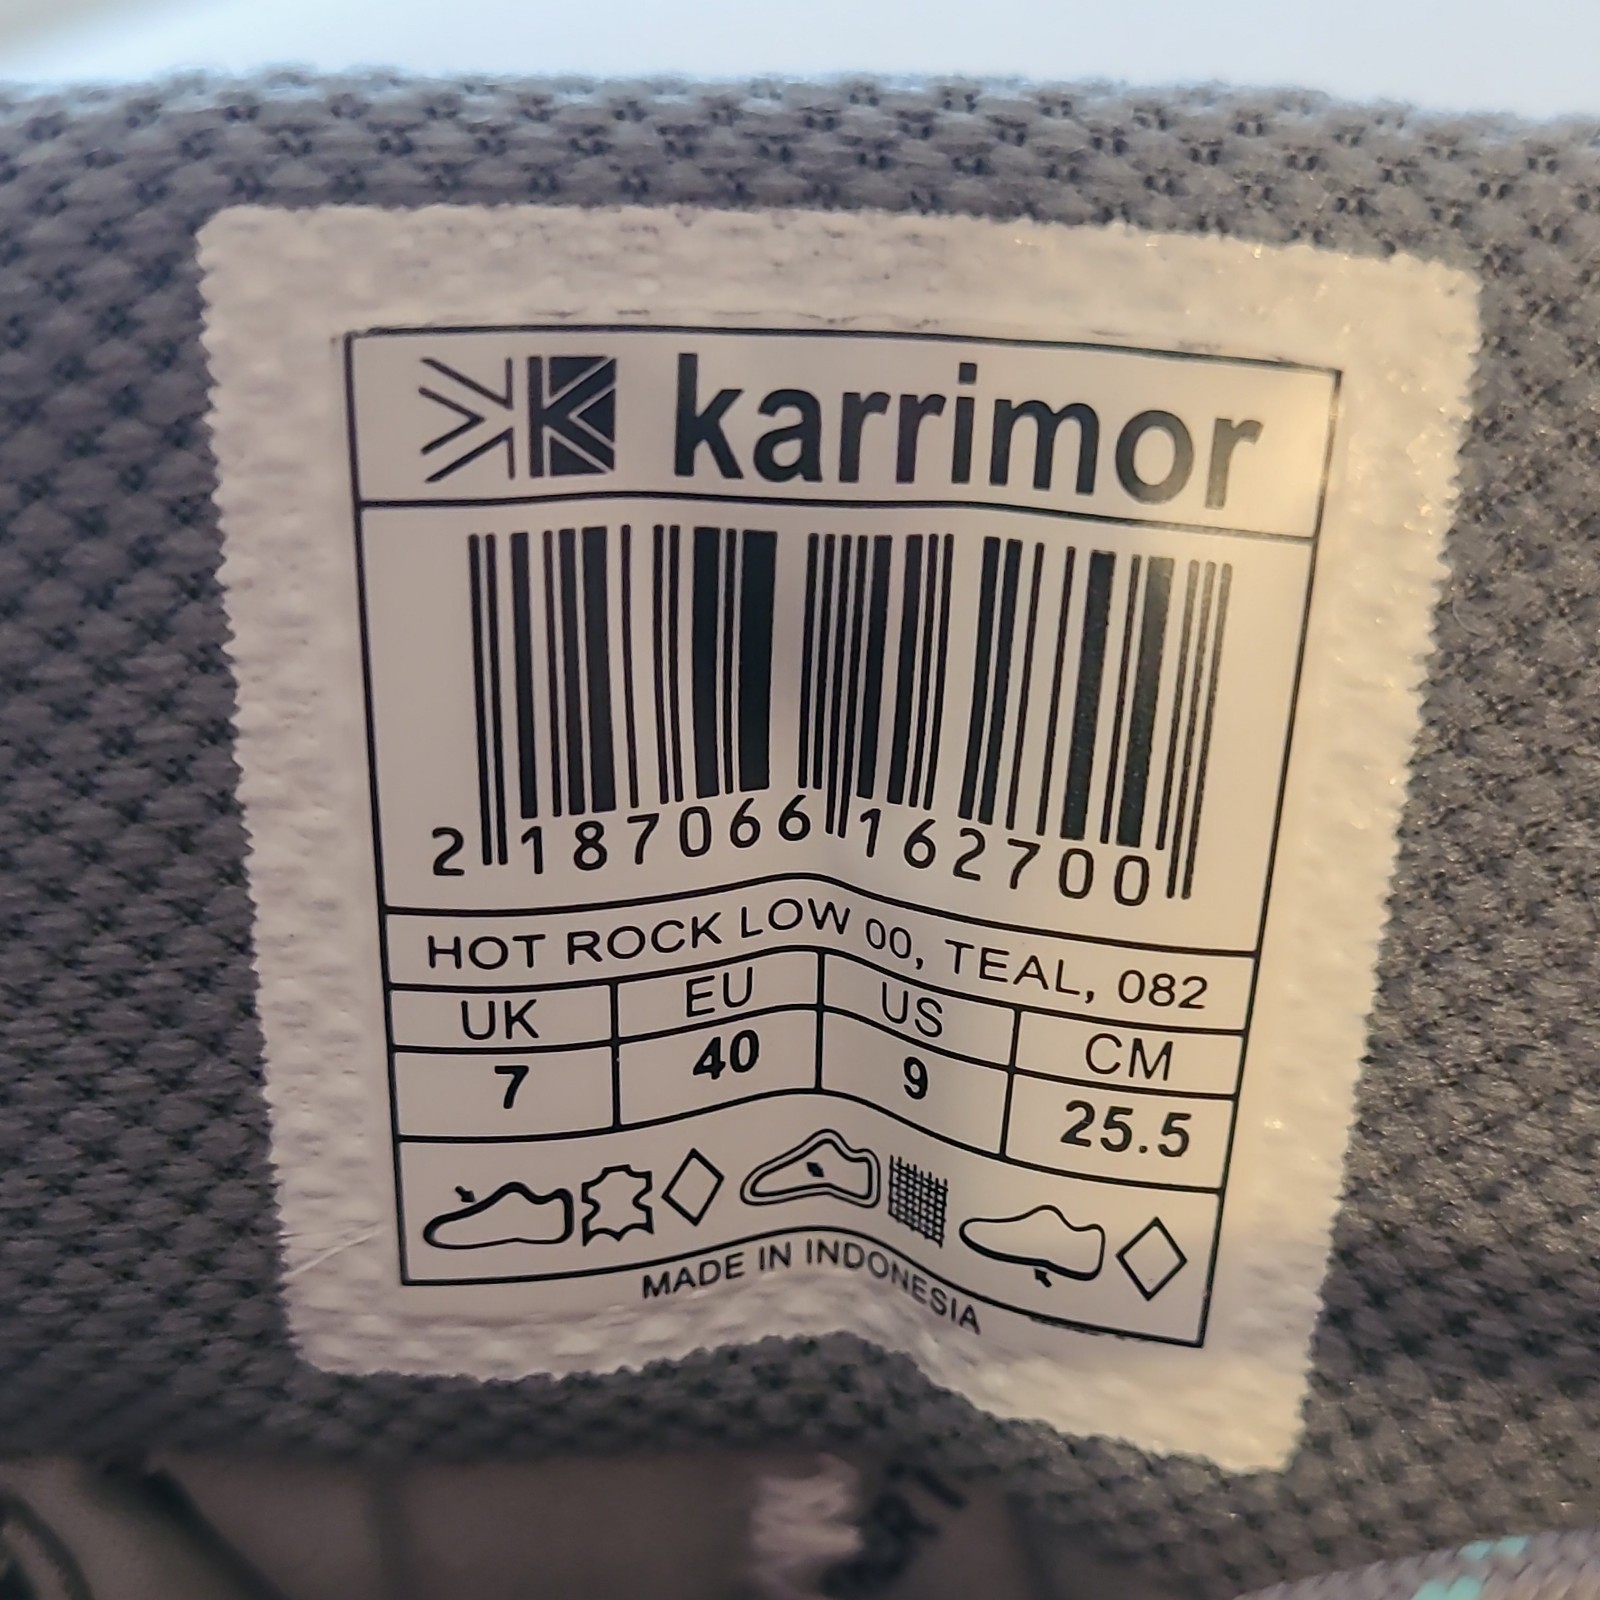 karrimor
2 187066 162700
HOT ROCK LOW 00, TEAL, 082
UK EU US CM
7 40 9 25.5
MADE IN INDONESIA